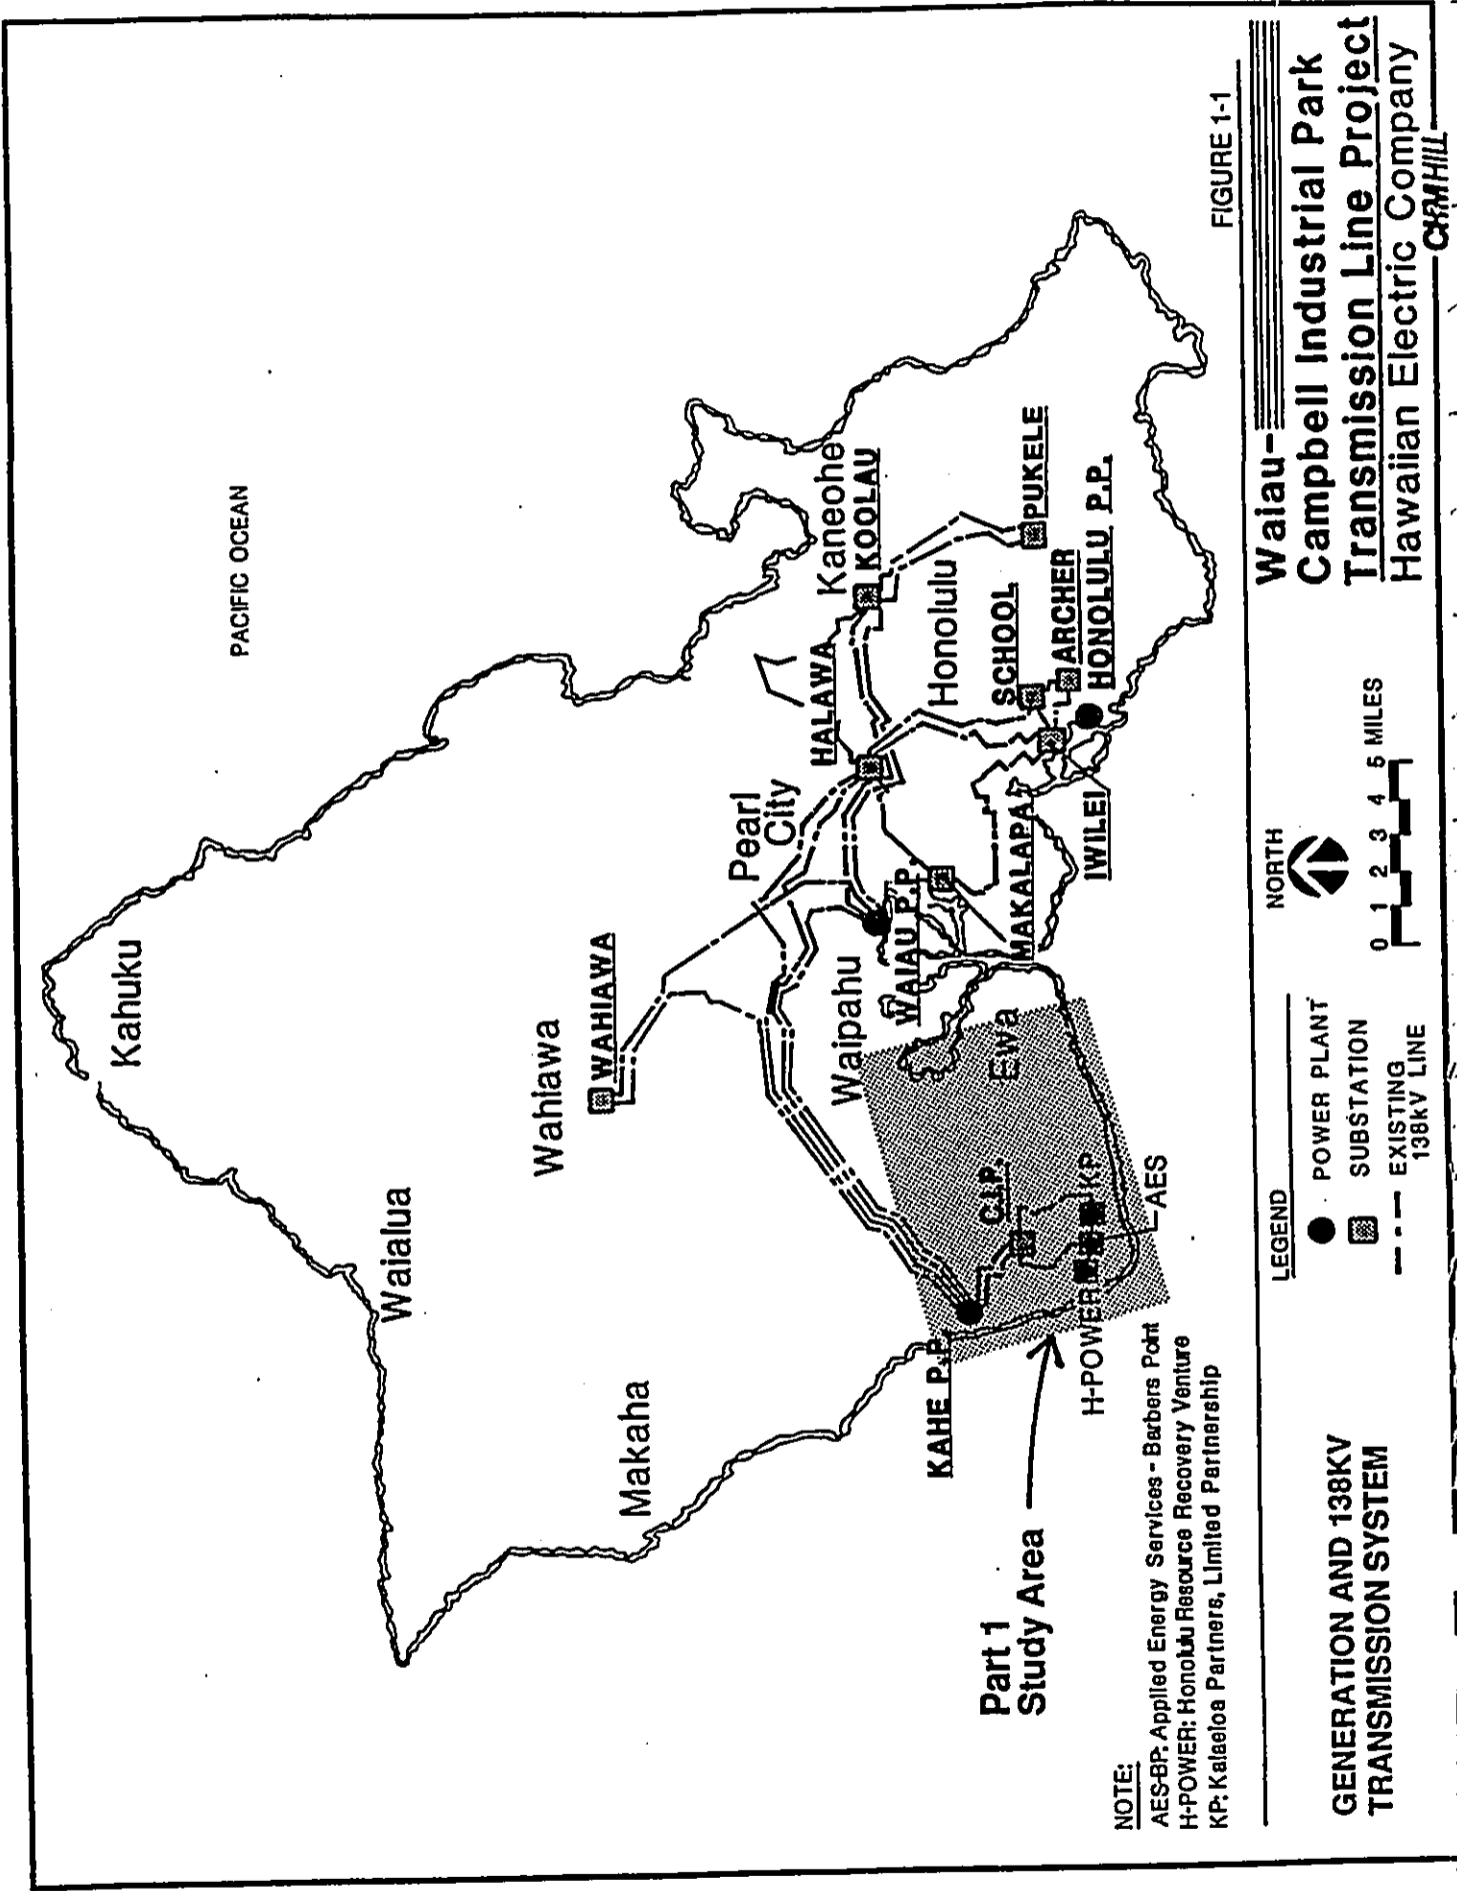 PACIFIC OCEAN
Kahuku
Waialua
Wahiawa
WAHIAWA
Makaha
Pearl
City
HALAWA
Kaneohe
KOOLAU
Waipahu
WAIAU P.P.
Honolulu
PUKELE
SCHOOL
ARCHER
HONOLULU P.P.
MAKALAPA
IWILEI
Ewa
C.I.P.
KAHE P.P.
H-POWER
KP
AES
Part 1
Study Area
NOTE:
AES-BP: Applied Energy Services - Barbers Point
H-POWER: Honolulu Resource Recovery Venture
KP: Kalaeloa Partners, Limited Partnership
FIGURE 1-1
GENERATION AND 138KV
TRANSMISSION SYSTEM
LEGEND
POWER PLANT
SUBSTATION
EXISTING
138kV LINE
NORTH
0 1 2 3 4 5 MILES
Waiau-
Campbell Industrial Park
Transmission Line Project
Hawaiian Electric Company
CH2M HILL